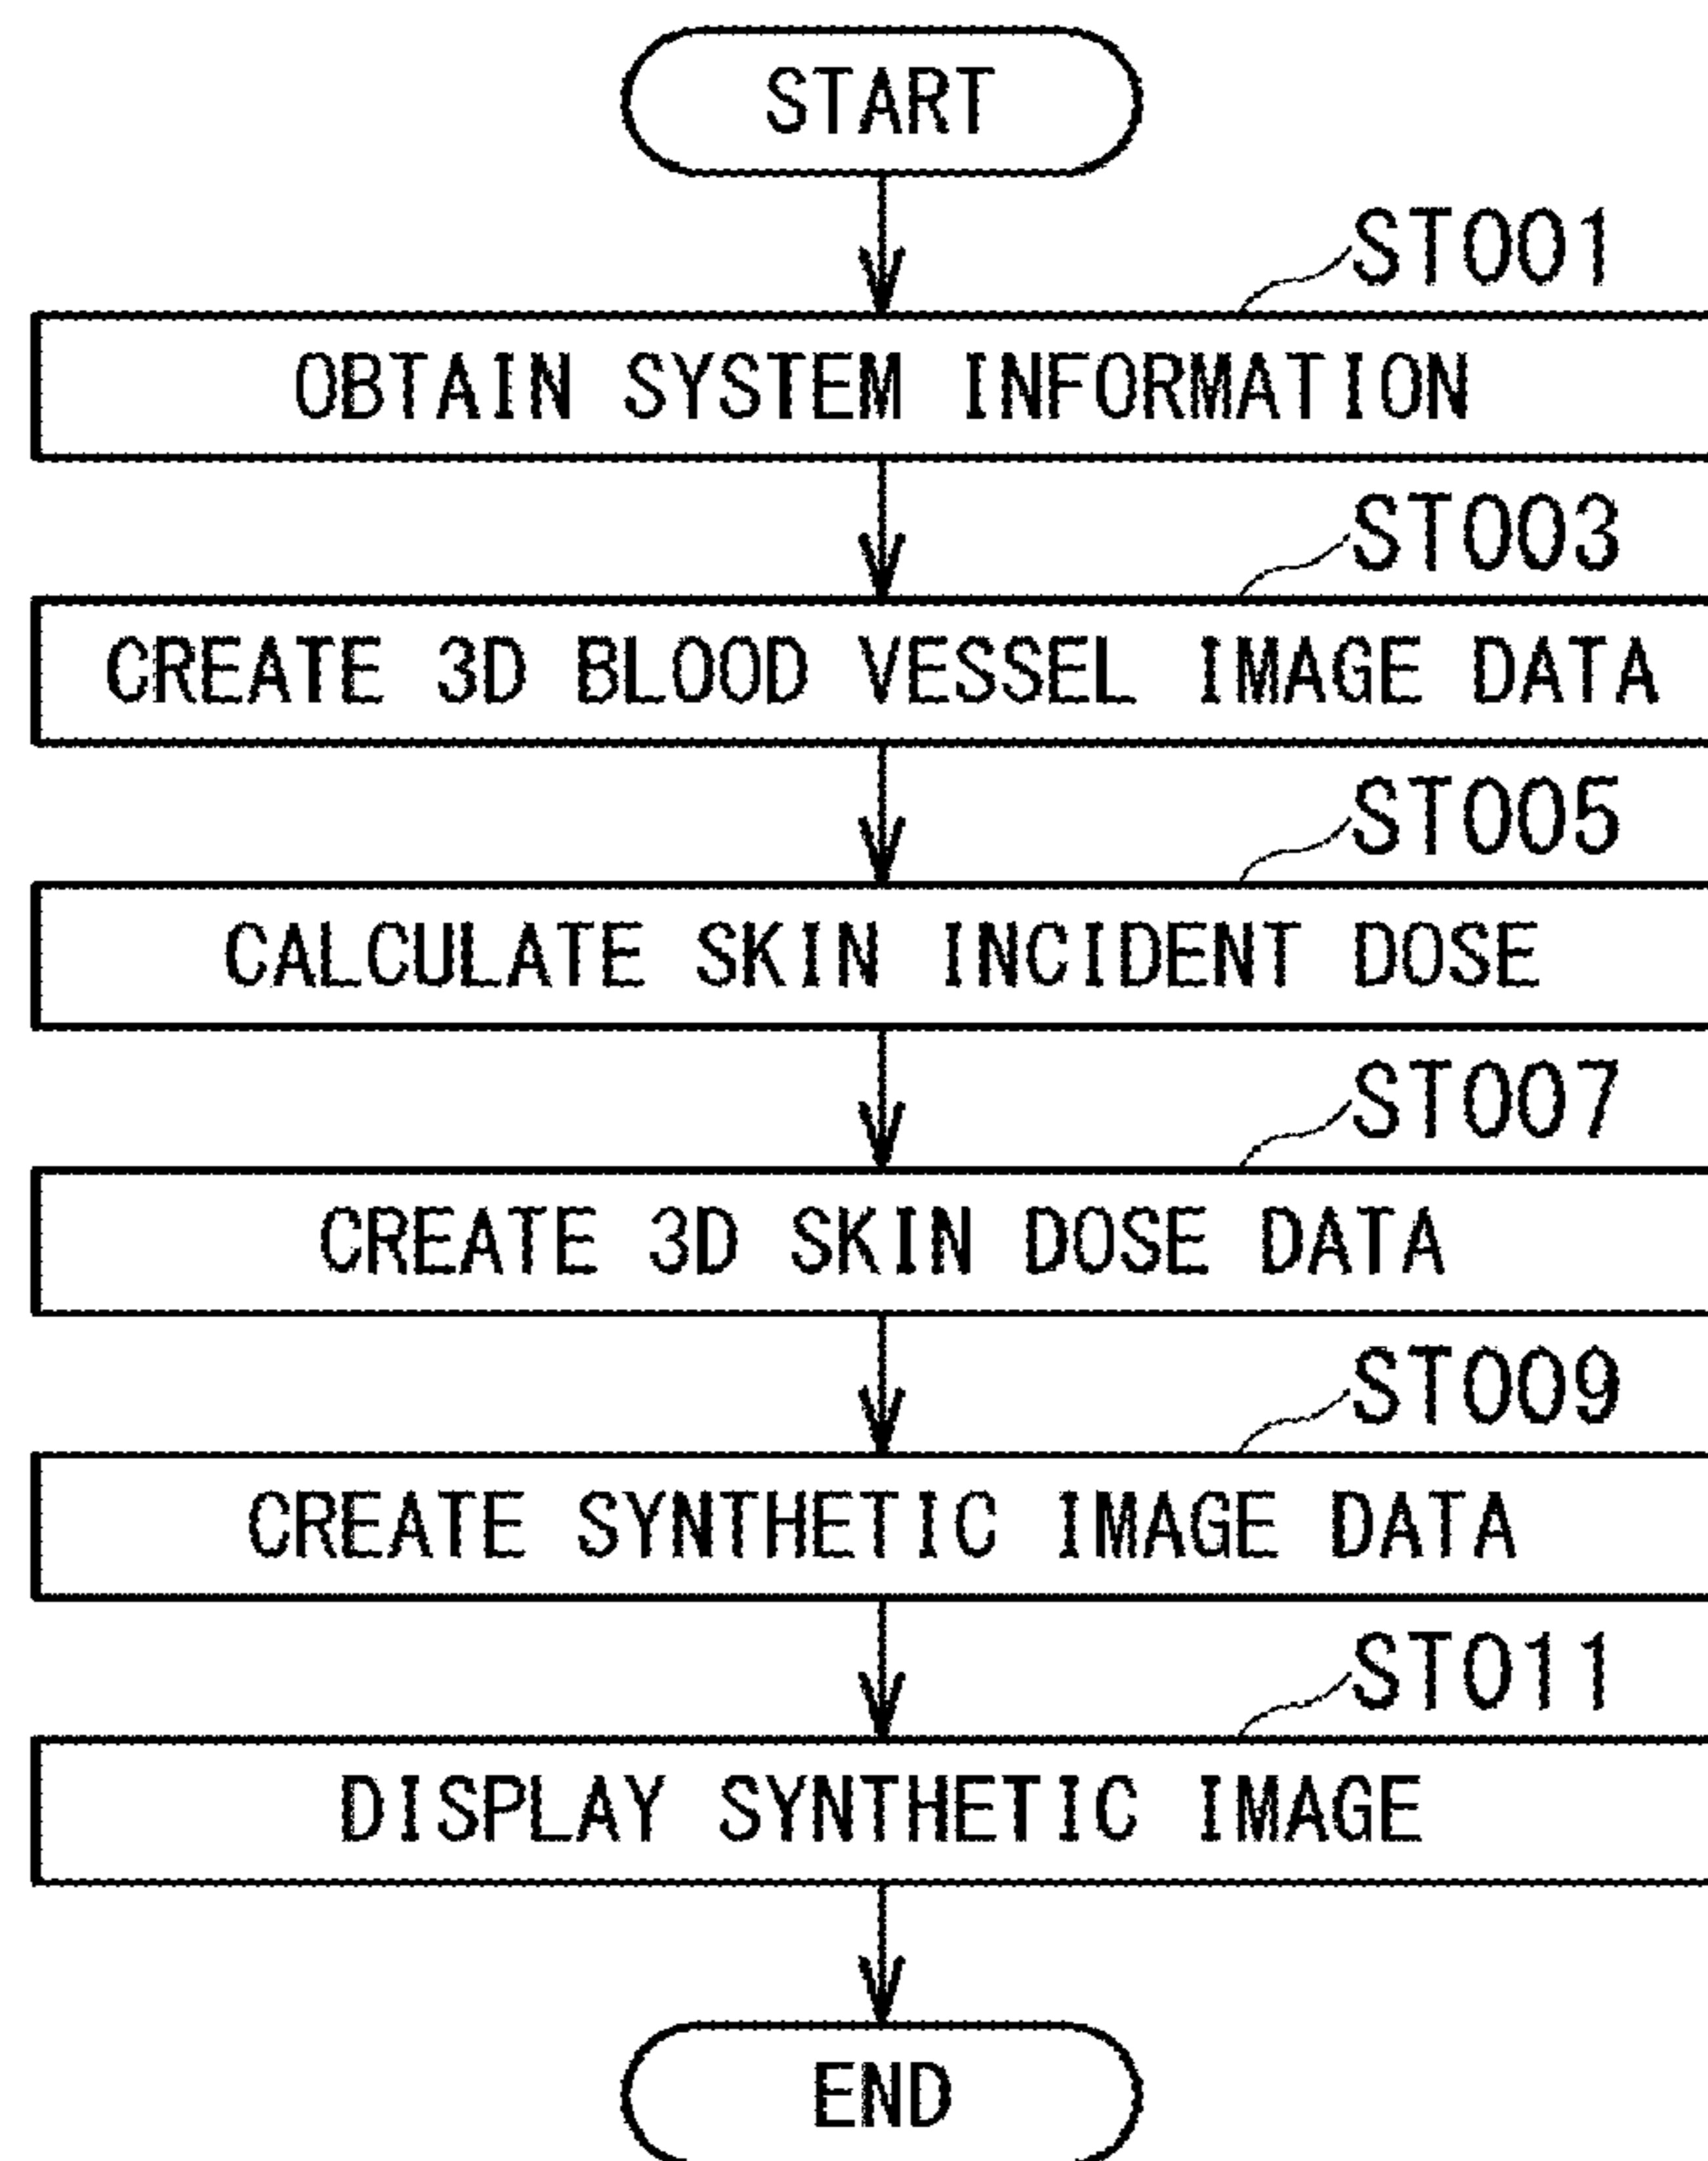 START
ST001
OBTAIN SYSTEM INFORMATION
ST003
CREATE 3D BLOOD VESSEL IMAGE DATA
ST005
CALCULATE SKIN INCIDENT DOSE
ST007
CREATE 3D SKIN DOSE DATA
ST009
CREATE SYNTHETIC IMAGE DATA
ST011
DISPLAY SYNTHETIC IMAGE
END